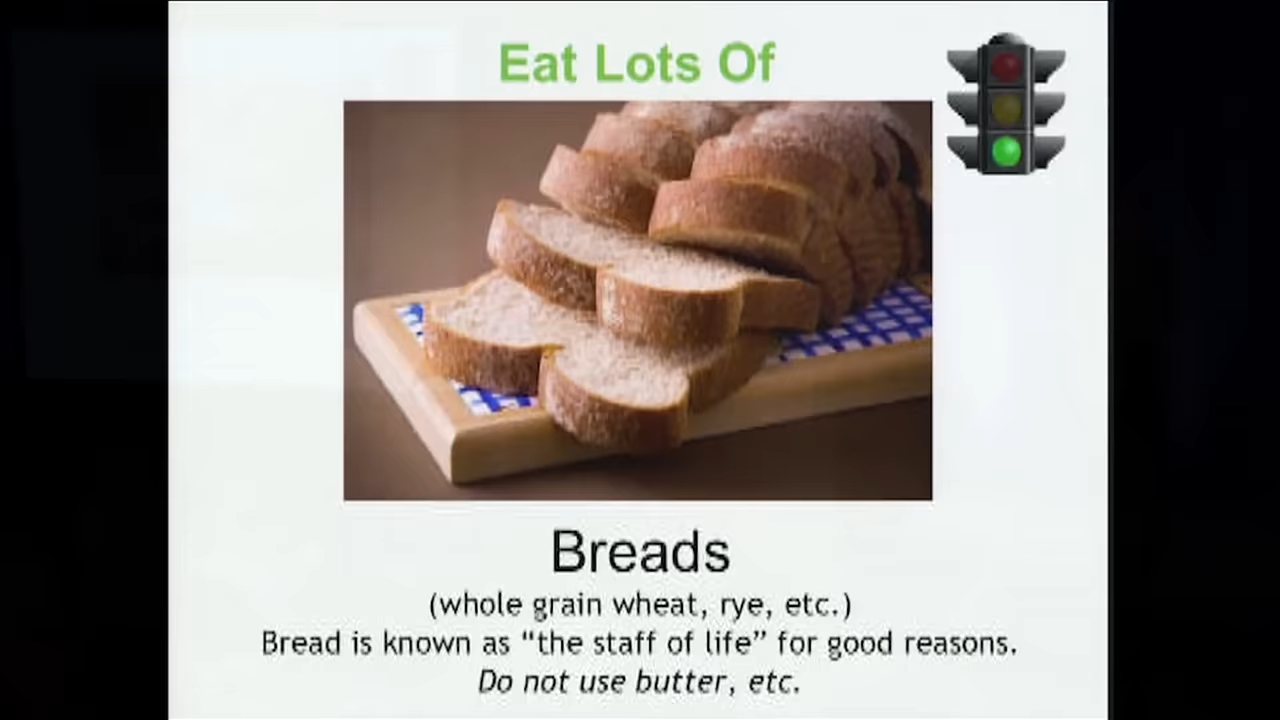 Eat Lots Of
Breads
(whole grain wheat, rye, etc.)
Bread is known as “the staff of life” for good reasons.
Do not use butter, etc.